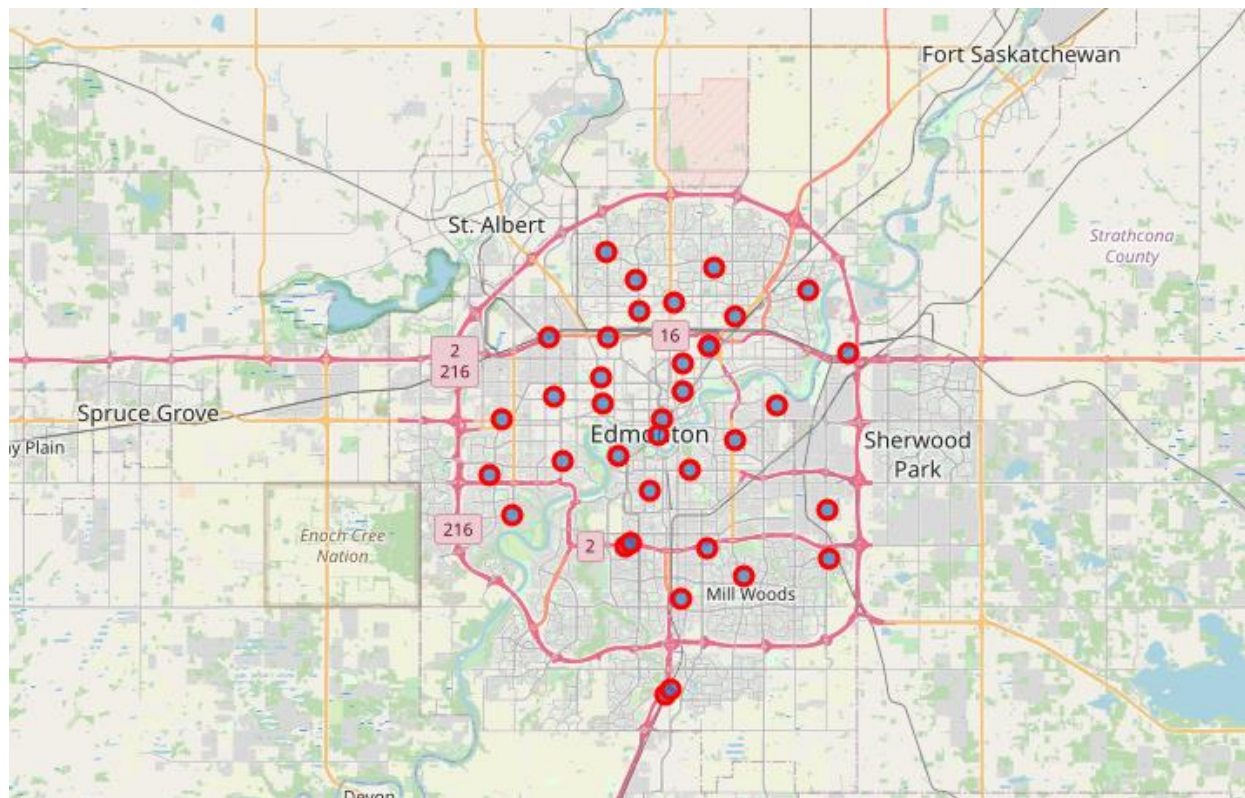 Fort Saskatchewan
St. Albert
Strathcona
County
16
2
216
Spruce Grove
Edmonton
Sherwood
Park
y Plain
216
Enoch Cree
Nation
2
Mill Woods
Devon